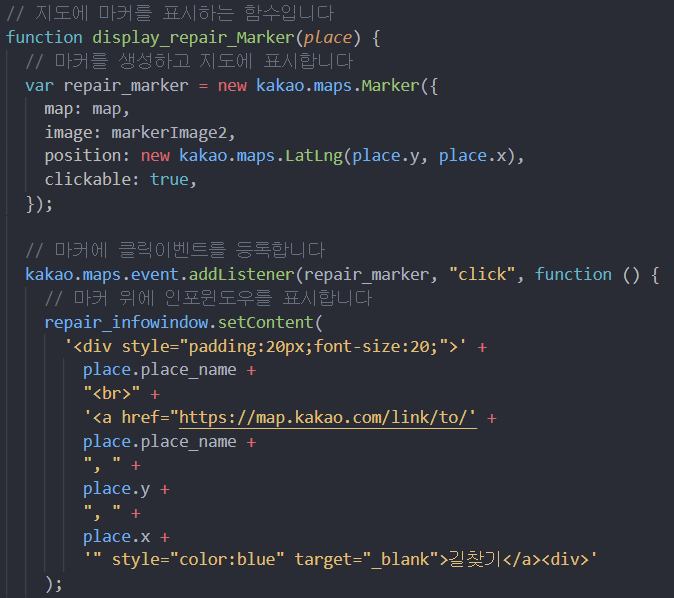 // 지도에 마커를 표시하는 함수입니다
function display_repair_Marker(place) {
// 마커를 생성하고 지도에 표시합니다
var repair_marker = new kakao.maps.Marker({
map: map,
image: markerImage2,
position: new kakao.maps.LatLng(place.y, place.x),
clickable: true,
});
// 마커에 클릭이벤트를 등록합니다
kakao.maps.event.addListener(repair_marker, "click", function () {
// 마커 위에 인포윈도우를 표시합니다
repair_infowindow.setContent(
'<div style="padding:20px;font-size:20;">' +
place.place_name +
"<br>" +
'<a href="https://map.kakao.com/link/to/' +
place.place_name +
", " +
place.y +
", " +
place.x +
'" style="color:blue" target="_blank">길찾기</a><div>'
);